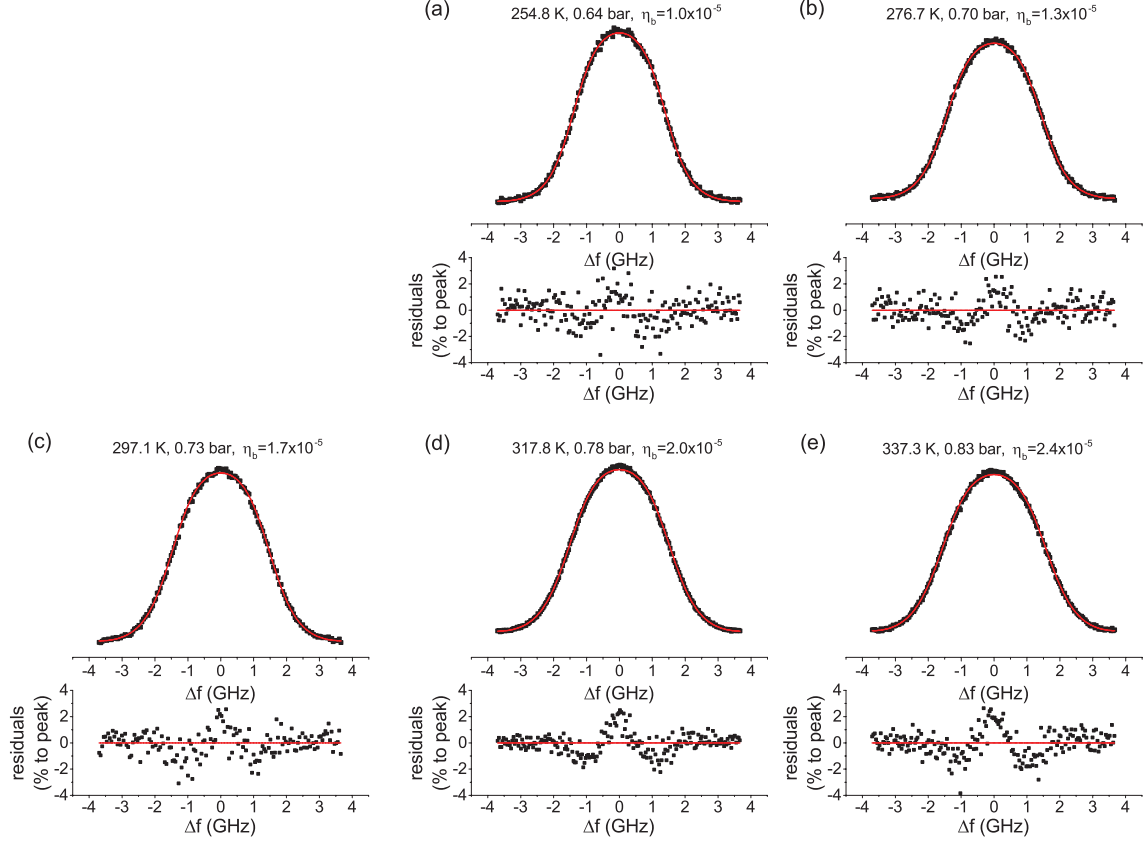 (a) 254.8 K, 0.64 bar, ηb=1.0x10-5
-4 -3 -2 -1 0 1 2 3 4
Δf (GHz)
residuals
(% to peak)
4
2
0
-2
-4
-4 -3 -2 -1 0 1 2 3 4
Δf (GHz)
(b) 276.7 K, 0.70 bar, ηb=1.3x10-5
-4 -3 -2 -1 0 1 2 3 4
Δf (GHz)
residuals
(% to peak)
4
2
0
-2
-4
-4 -3 -2 -1 0 1 2 3 4
Δf (GHz)
(c) 297.1 K, 0.73 bar, ηb=1.7x10-5
-4 -3 -2 -1 0 1 2 3 4
Δf (GHz)
residuals
(% to peak)
4
2
0
-2
-4
-4 -3 -2 -1 0 1 2 3 4
Δf (GHz)
(d) 317.8 K, 0.78 bar, ηb=2.0x10-5
-4 -3 -2 -1 0 1 2 3 4
Δf (GHz)
residuals
(% to peak)
4
2
0
-2
-4
-4 -3 -2 -1 0 1 2 3 4
Δf (GHz)
(e) 337.3 K, 0.83 bar, ηb=2.4x10-5
-4 -3 -2 -1 0 1 2 3 4
Δf (GHz)
residuals
(% to peak)
4
2
0
-2
-4
-4 -3 -2 -1 0 1 2 3 4
Δf (GHz)